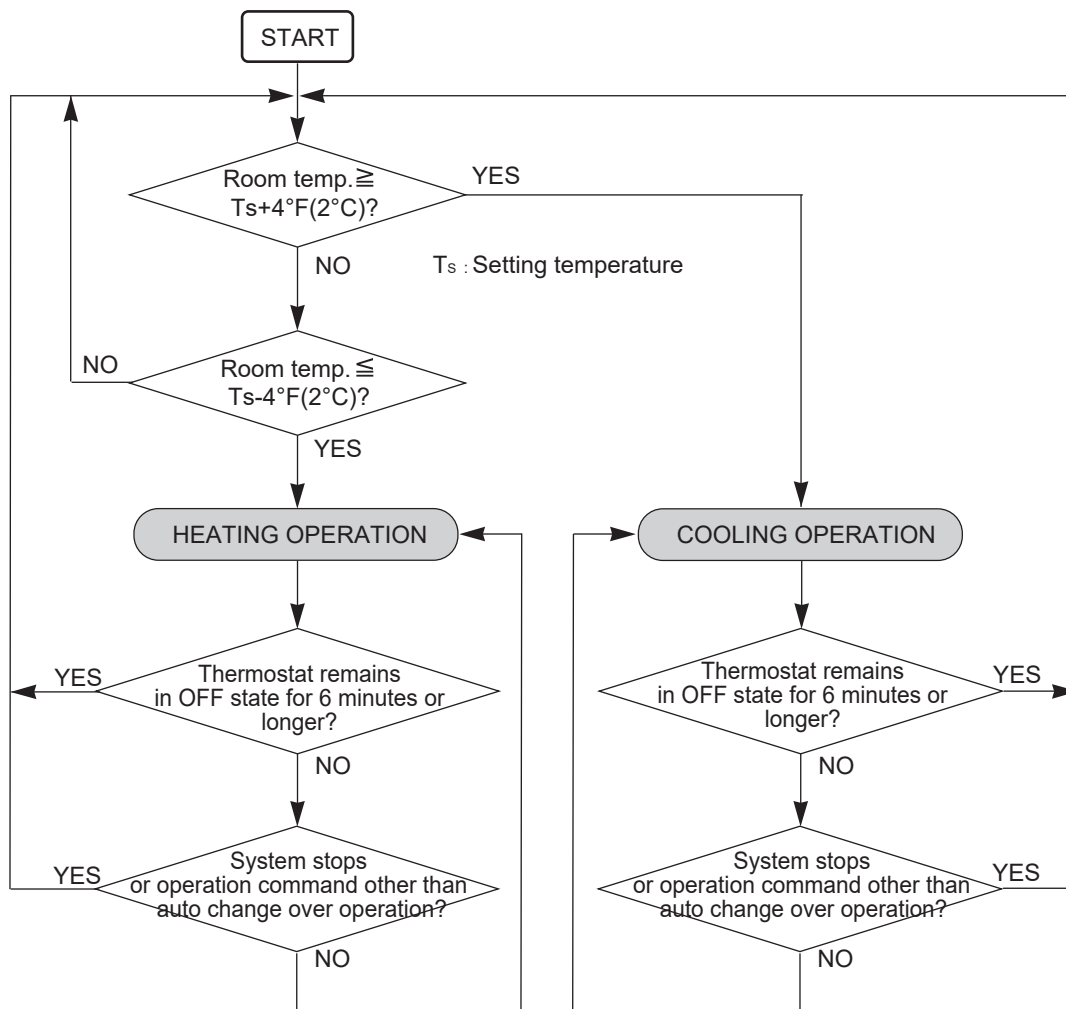 START
Room temp.≧
Ts+4°F(2°C)?
YES
NO
Ts : Setting temperature
Room temp.≦
Ts-4°F(2°C)?
NO
YES
HEATING OPERATION
COOLING OPERATION
Thermostat remains
in OFF state for 6 minutes or
longer?
YES
NO
Thermostat remains
in OFF state for 6 minutes or
longer?
YES
NO
System stops
or operation command other than
auto change over operation?
YES
NO
System stops
or operation command other than
auto change over operation?
YES
NO